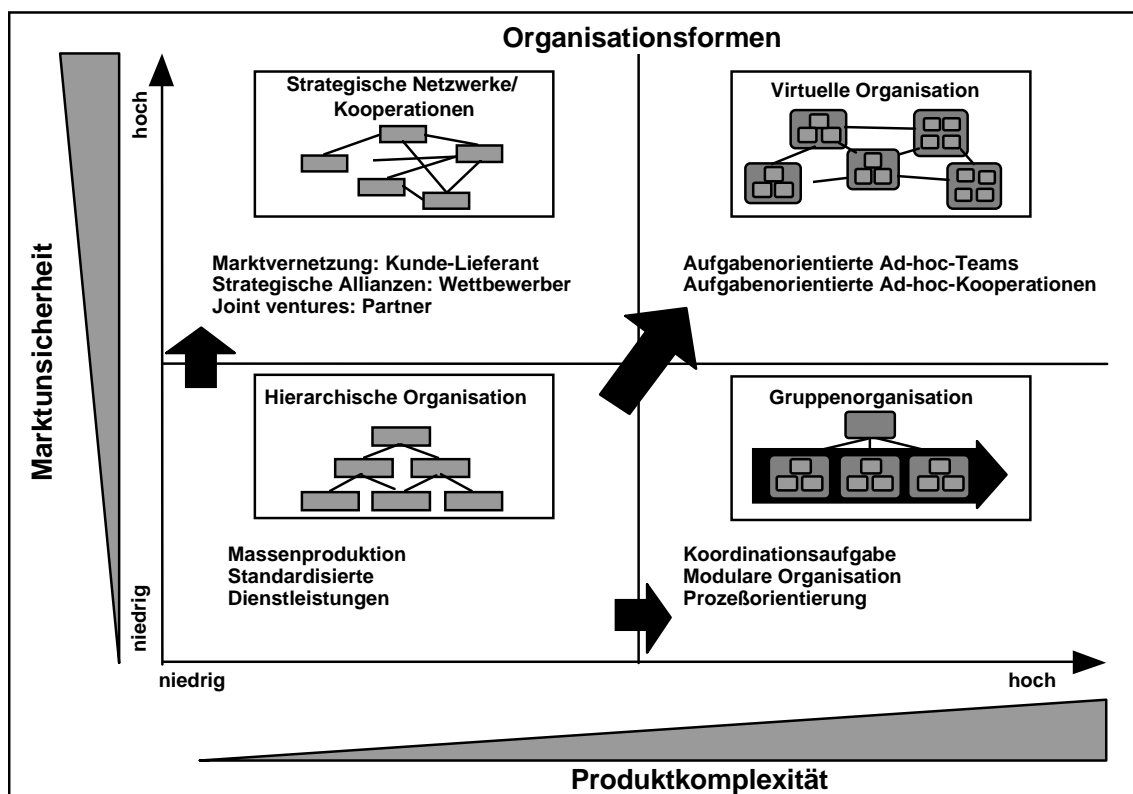 Organisationsformen
Strategische Netzwerke/
Kooperationen
Virtuelle Organisation
hoch
Marktvernetzung: Kunde-Lieferant
Strategische Allianzen: Wettbewerber
Joint ventures: Partner
Aufgabenorientierte Ad-hoc-Teams
Aufgabenorientierte Ad-hoc-Kooperationen
Marktunsicherheit
Hierarchische Organisation
Gruppenorganisation
Massenproduktion
Standardisierte
Dienstleistungen
Koordinationsaufgabe
Modulare Organisation
Prozeßorientierung
niedrig
niedrig
hoch
Produktkomplexität